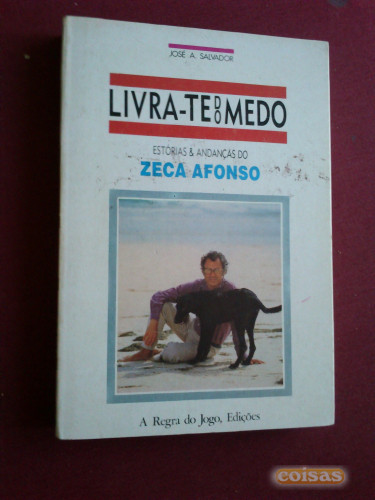 JOSÉ A. SALVADOR
LIVRA-TE DO MEDO
ESTÓRIAS & ANDANÇAS DO
ZECA AFONSO
A Regra do Jogo, Edições
coisas